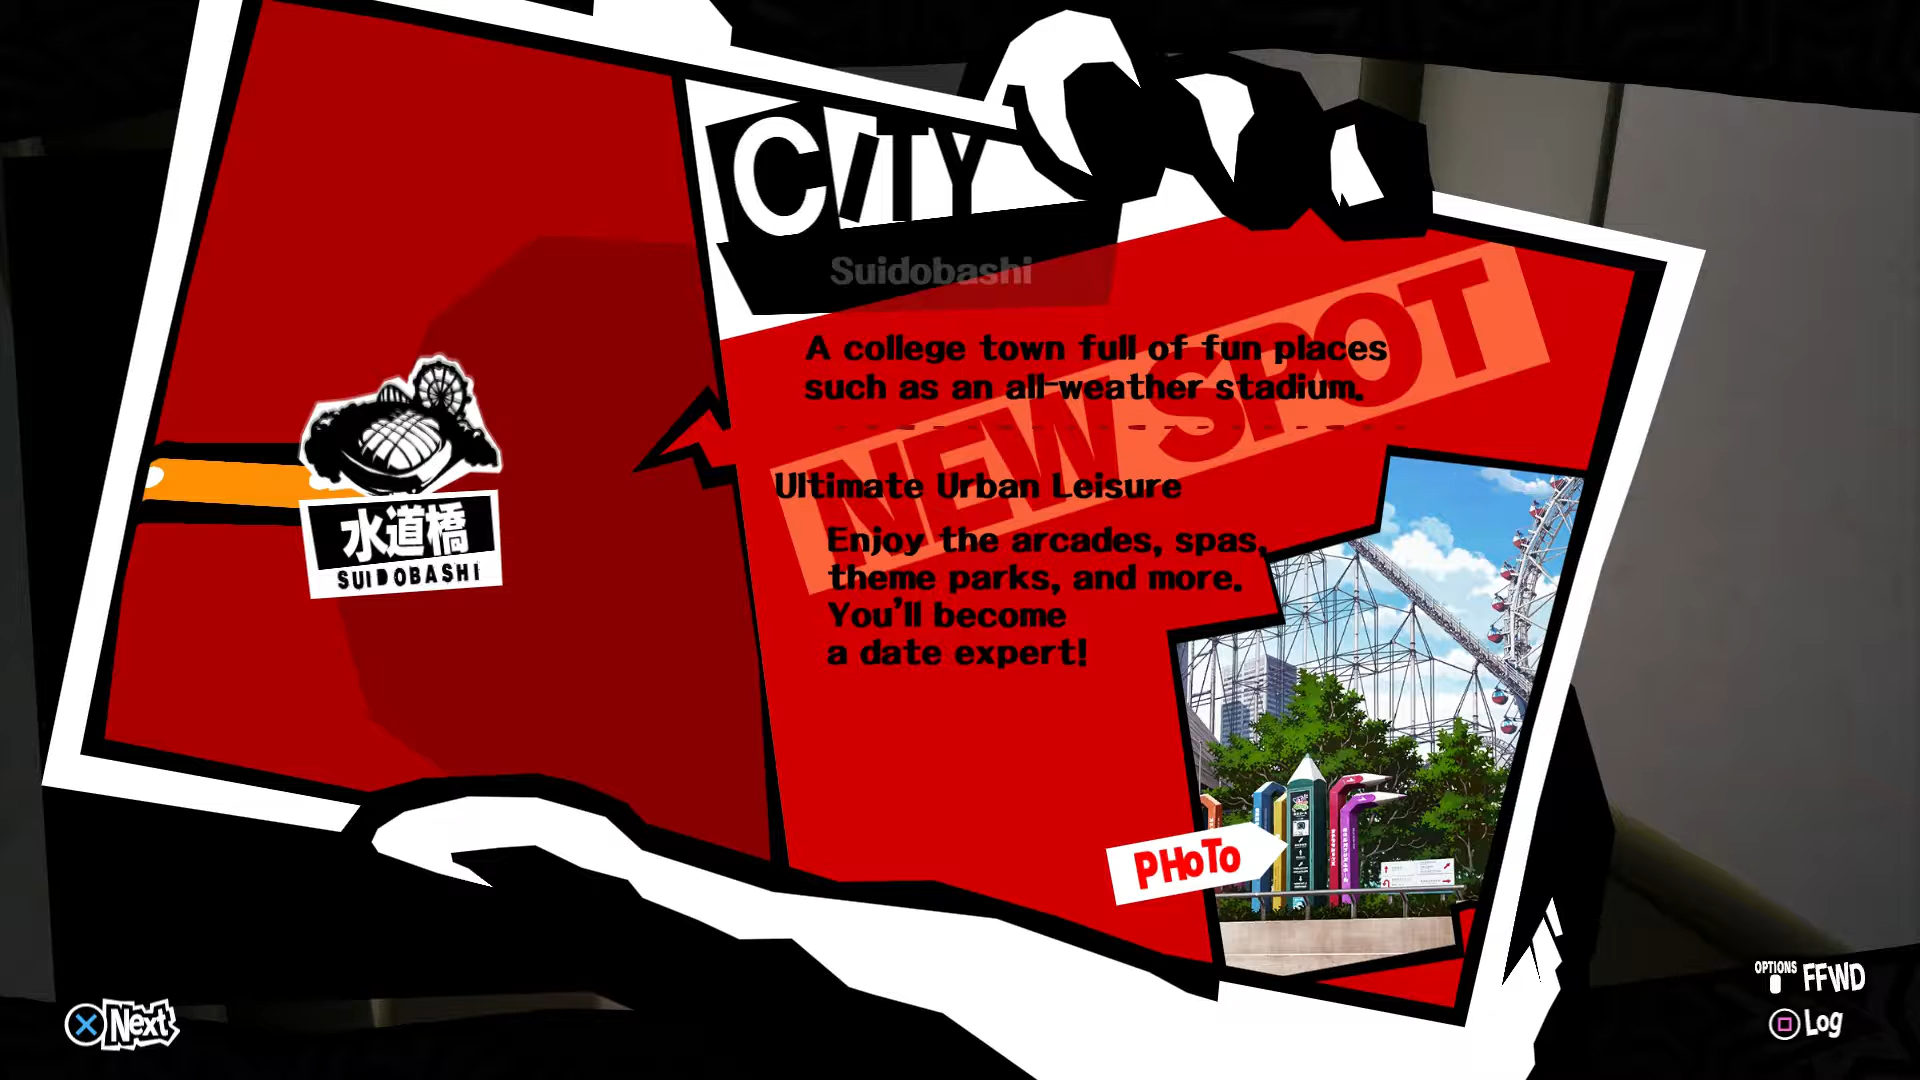 CITY
Suidobashi
NEW SPOT
A college town full of fun places
such as an all-weather stadium.
Ultimate Urban Leisure
Enjoy the arcades, spas,
theme parks, and more.
You'll become
a date expert!
水道橋
SUIDOBASHI
PHoTo
Next
OPTIONS FFWD
Log